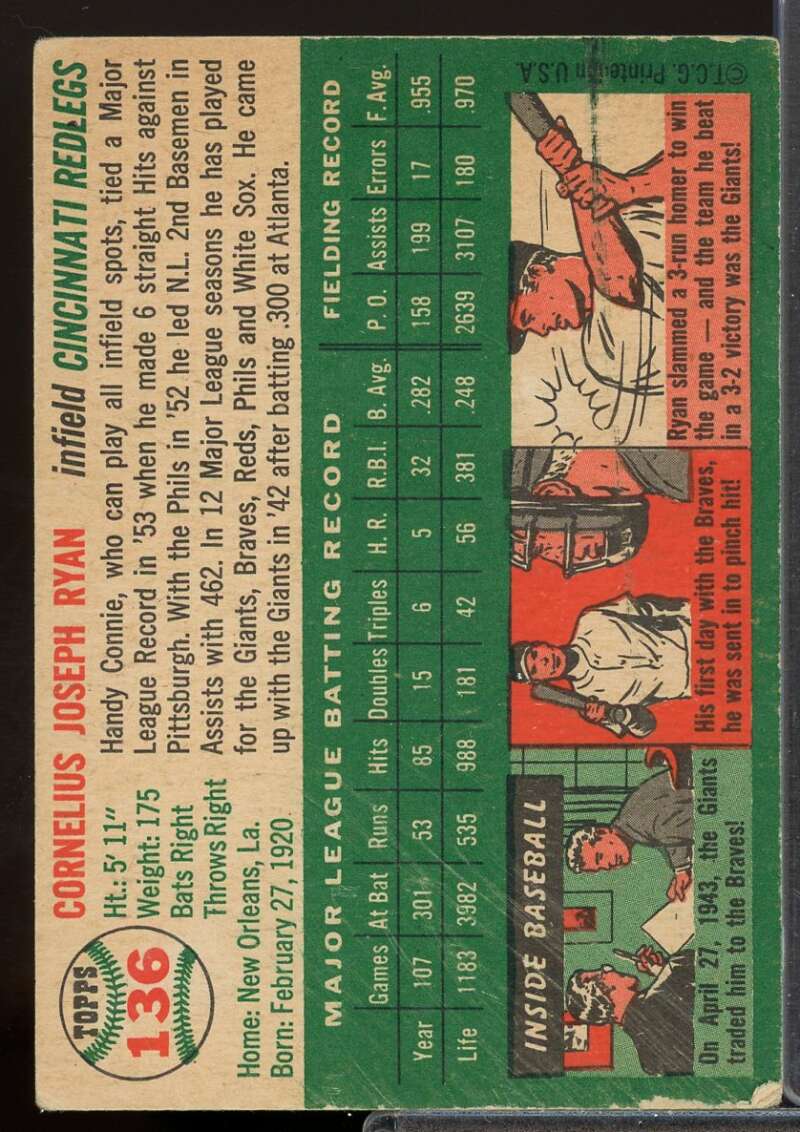 TOPPS
136
CORNELIUS JOSEPH RYAN infield CINCINNATI REDLEGS
Ht.: 5' 11"
Weight: 175
Bats Right
Throws Right
Home: New Orleans, La.
Born: February 27, 1920
Handy Connie, who can play all infield spots, tied a Major
League Record in '53 when he made 6 straight Hits against
Pittsburgh. With the Phils in '52 he led N.L. 2nd Basemen in
Assists with 462. In 12 Major League seasons he has played
for the Giants, Braves, Reds, Phils and White Sox. He came
up with the Giants in '42 after batting .300 at Atlanta.
MAJOR LEAGUE BATTING RECORD FIELDING RECORD
Games At Bat Runs Hits Doubles Triples H. R. R.B.I. B. Avg. P. O. Assists Errors F. Avg.
Year 107 301 53 85 15 6 5 32 .282 158 199 17 .955
Life 1183 3982 535 988 181 42 56 381 .248 2639 3107 180 .970
INSIDE BASEBALL
On April 27, 1943, the Giants
traded him to the Braves!
His first day with the Braves,
he was sent in to pinch hit!
Ryan slammed a 3-run homer to win
the game — and the team he beat
in a 3-2 victory was the Giants!
©T.C.G. Printed in U.S.A.